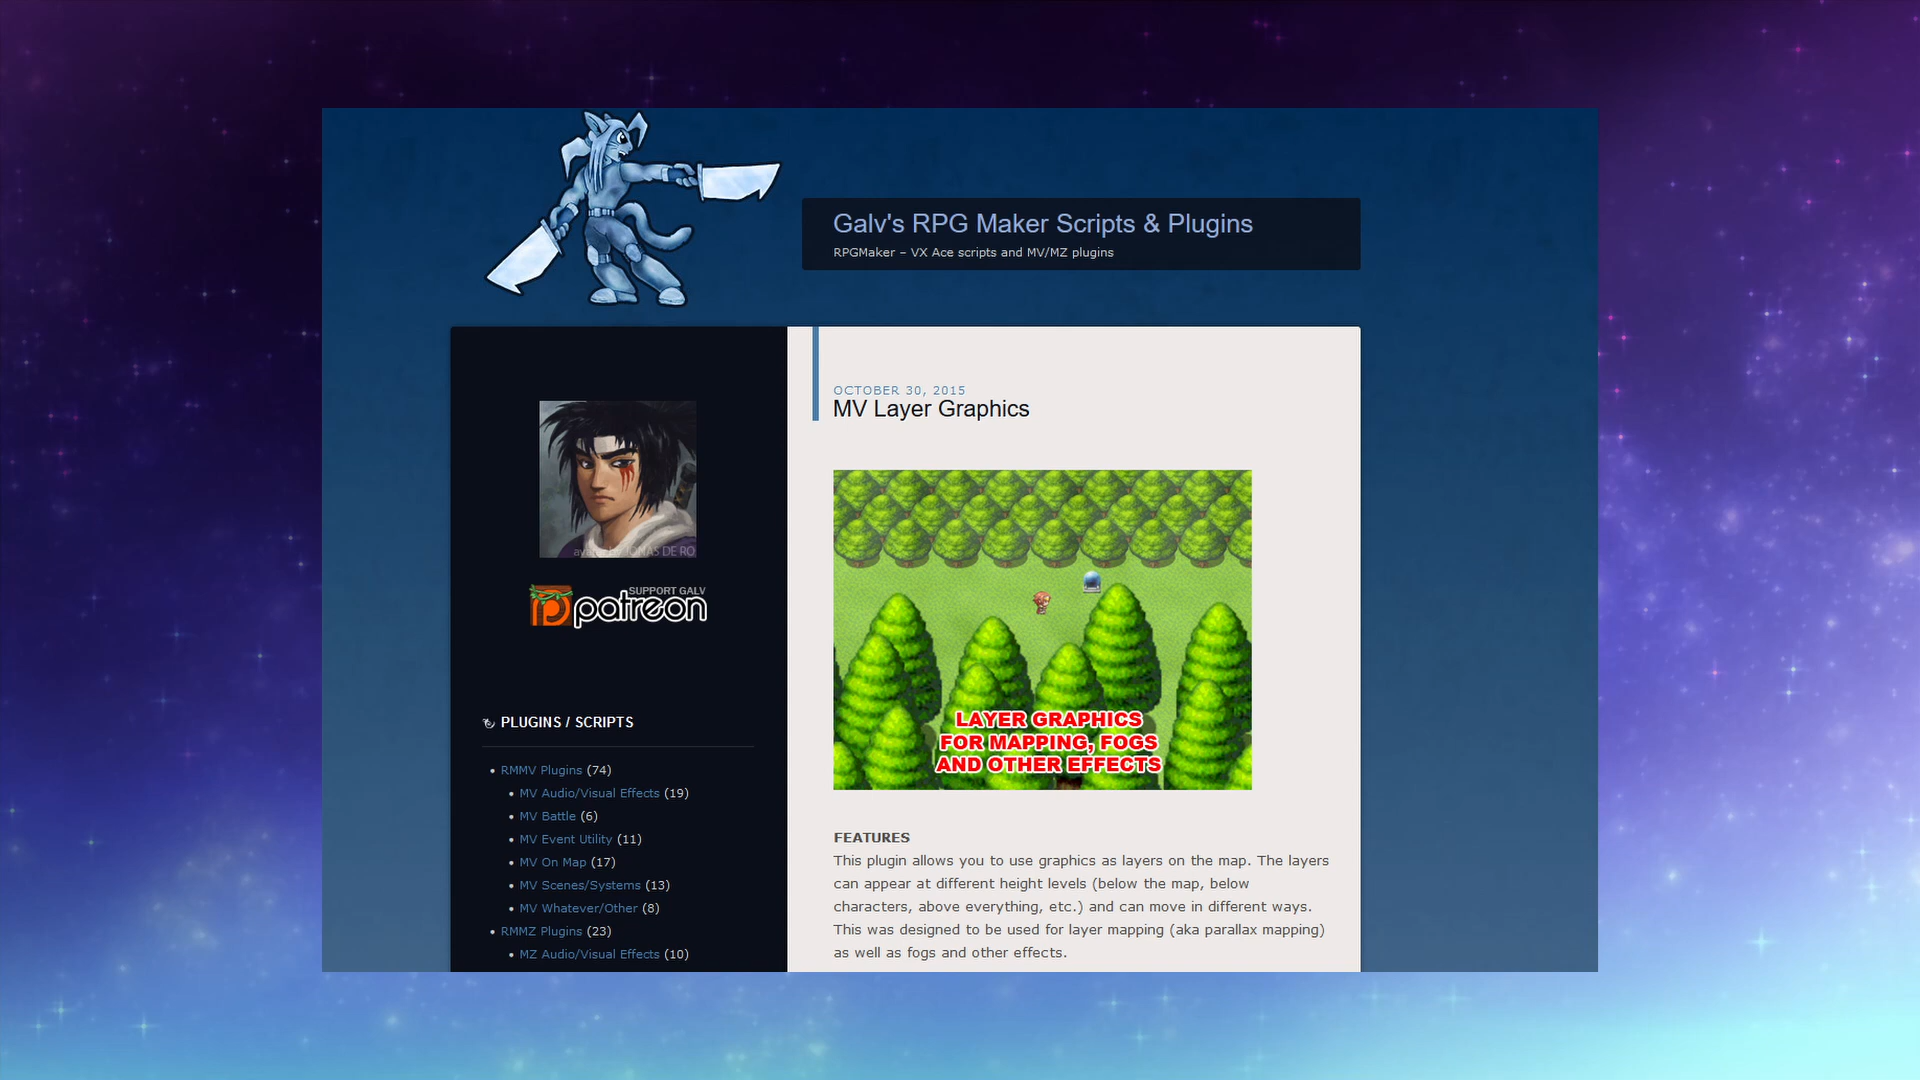 Galv's RPG Maker Scripts & Plugins
RPGMaker – VX Ace scripts and MV/MZ plugins
SUPPORT GALV
patreon
PLUGINS / SCRIPTS
RMMV Plugins (74)
MV Audio/Visual Effects (19)
MV Battle (6)
MV Event Utility (11)
MV On Map (17)
MV Scenes/Systems (13)
MV Whatever/Other (8)
RMMZ Plugins (23)
MZ Audio/Visual Effects (10)
OCTOBER 30, 2015
MV Layer Graphics
LAYER GRAPHICS
FOR MAPPING, FOGS
AND OTHER EFFECTS
FEATURES
This plugin allows you to use graphics as layers on the map. The layers
can appear at different height levels (below the map, below
characters, above everything, etc.) and can move in different ways.
This was designed to be used for layer mapping (aka parallax mapping)
as well as fogs and other effects.